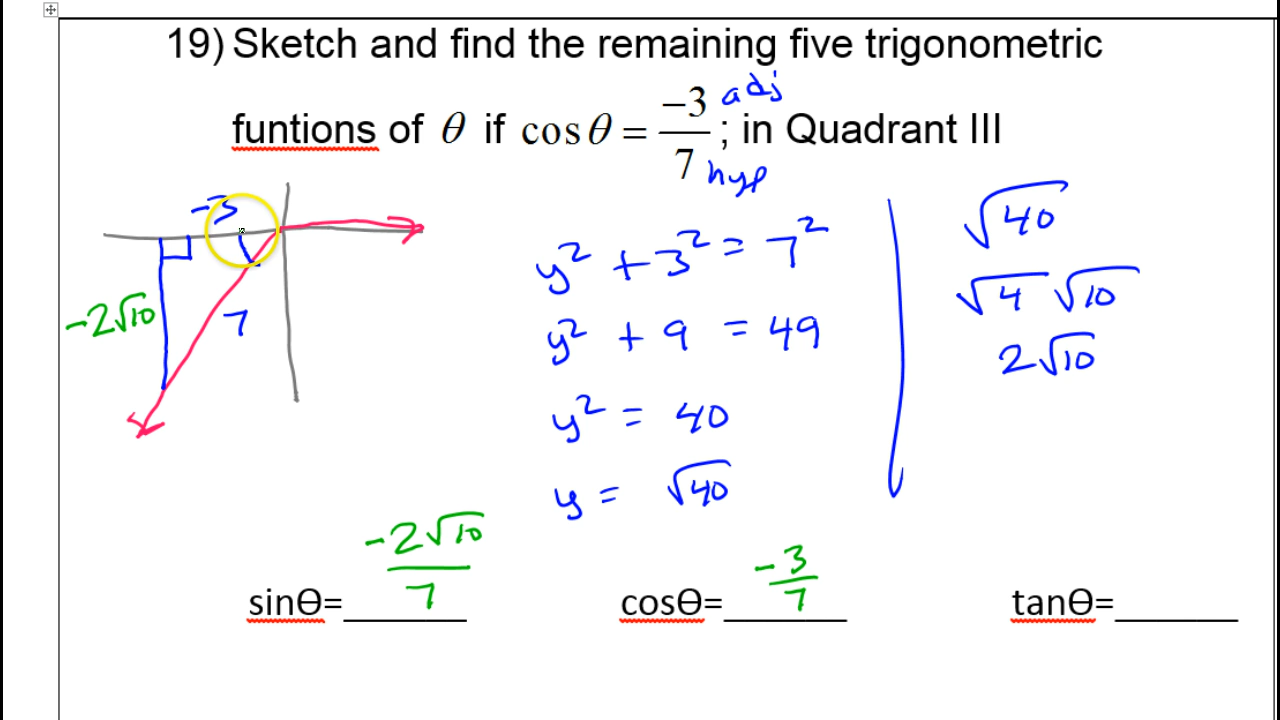 19) Sketch and find the remaining five trigonometric
funtions of θ if cos θ = -3/7 ; in Quadrant III
adj
hyp
-3
-2√10
7
y² + 3² = 7²
y² + 9 = 49
y² = 40
y = √40
√40
√4 √10
2√10
sinθ= -2√10/7 cosθ= -3/7 tanθ=______